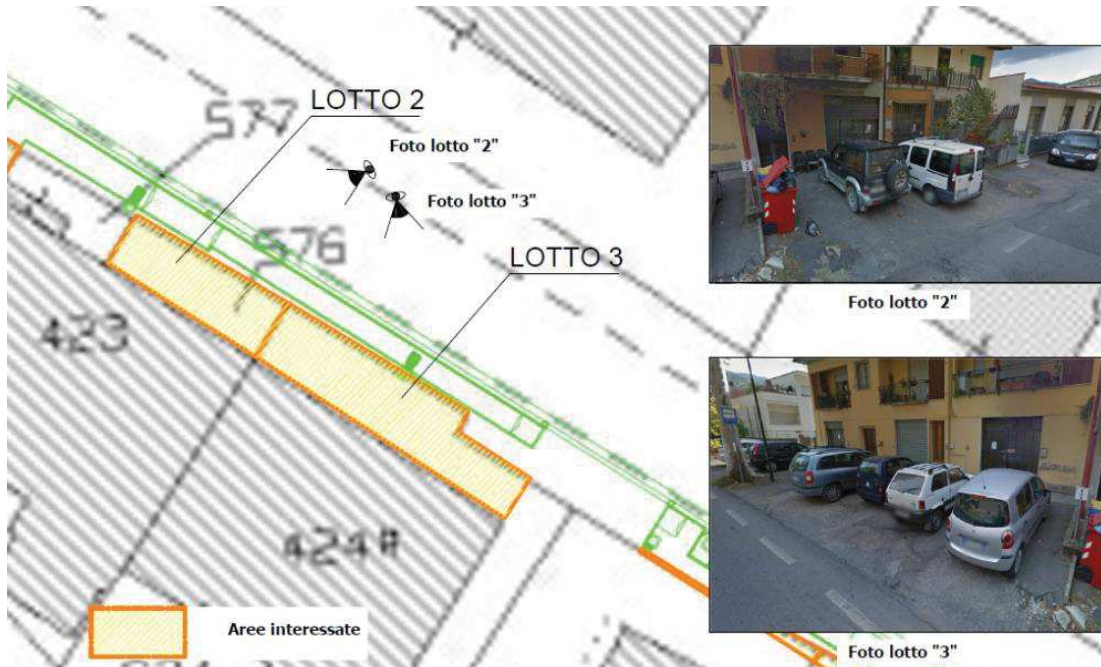 LOTTO 2
577
Foto lotto "2"
Foto lotto "3"
576
LOTTO 3
423
424#
Aree interessate
Foto lotto "2"
Foto lotto "3"